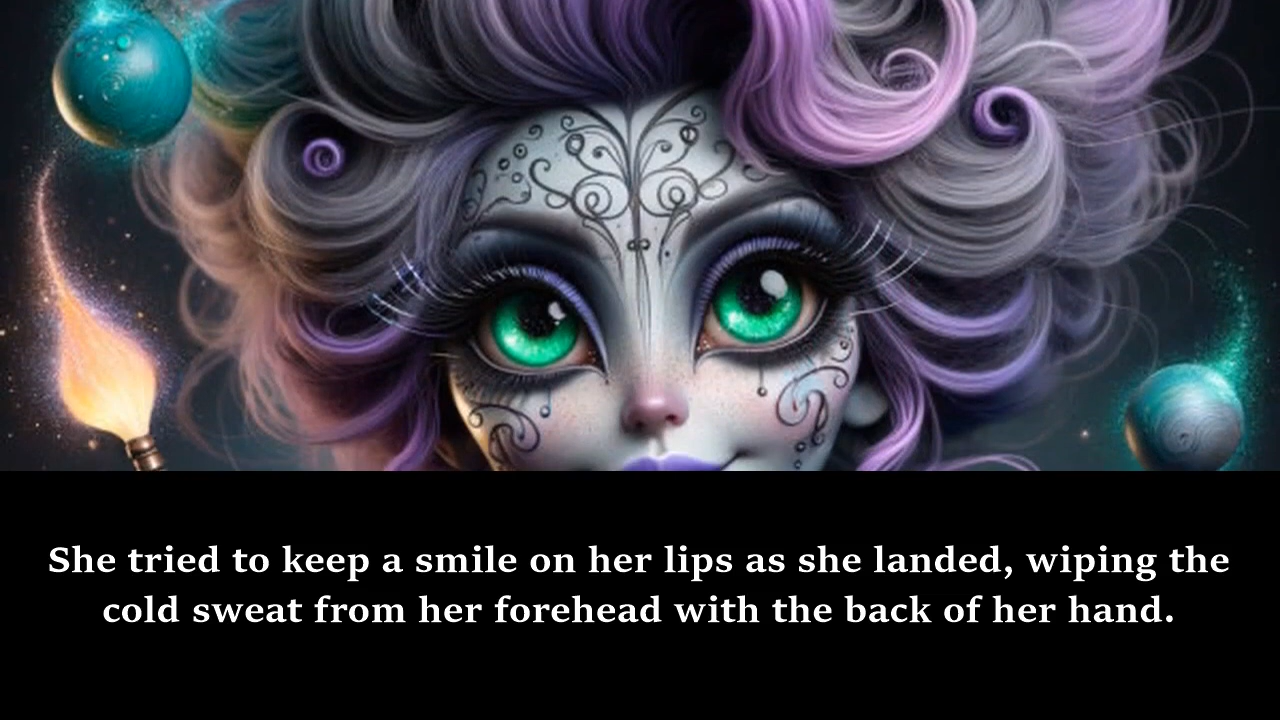 She tried to keep a smile on her lips as she landed, wiping the
cold sweat from her forehead with the back of her hand.